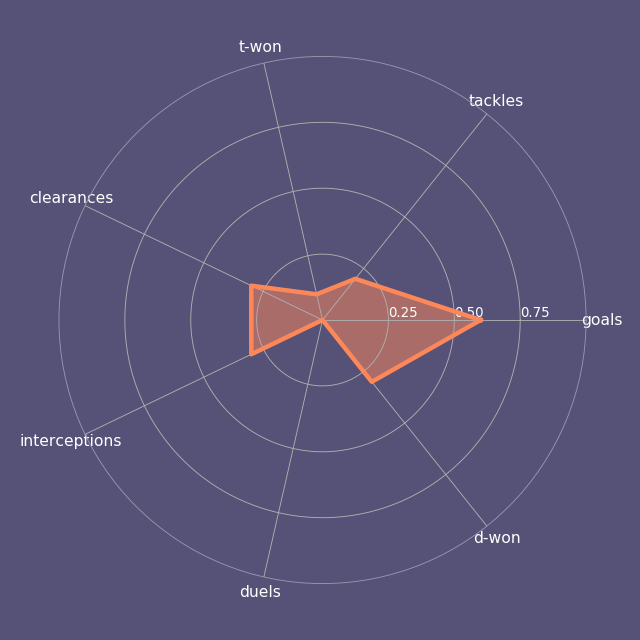 t-won
tackles
clearances
0.25 0.50 0.75
goals
interceptions
d-won
duels